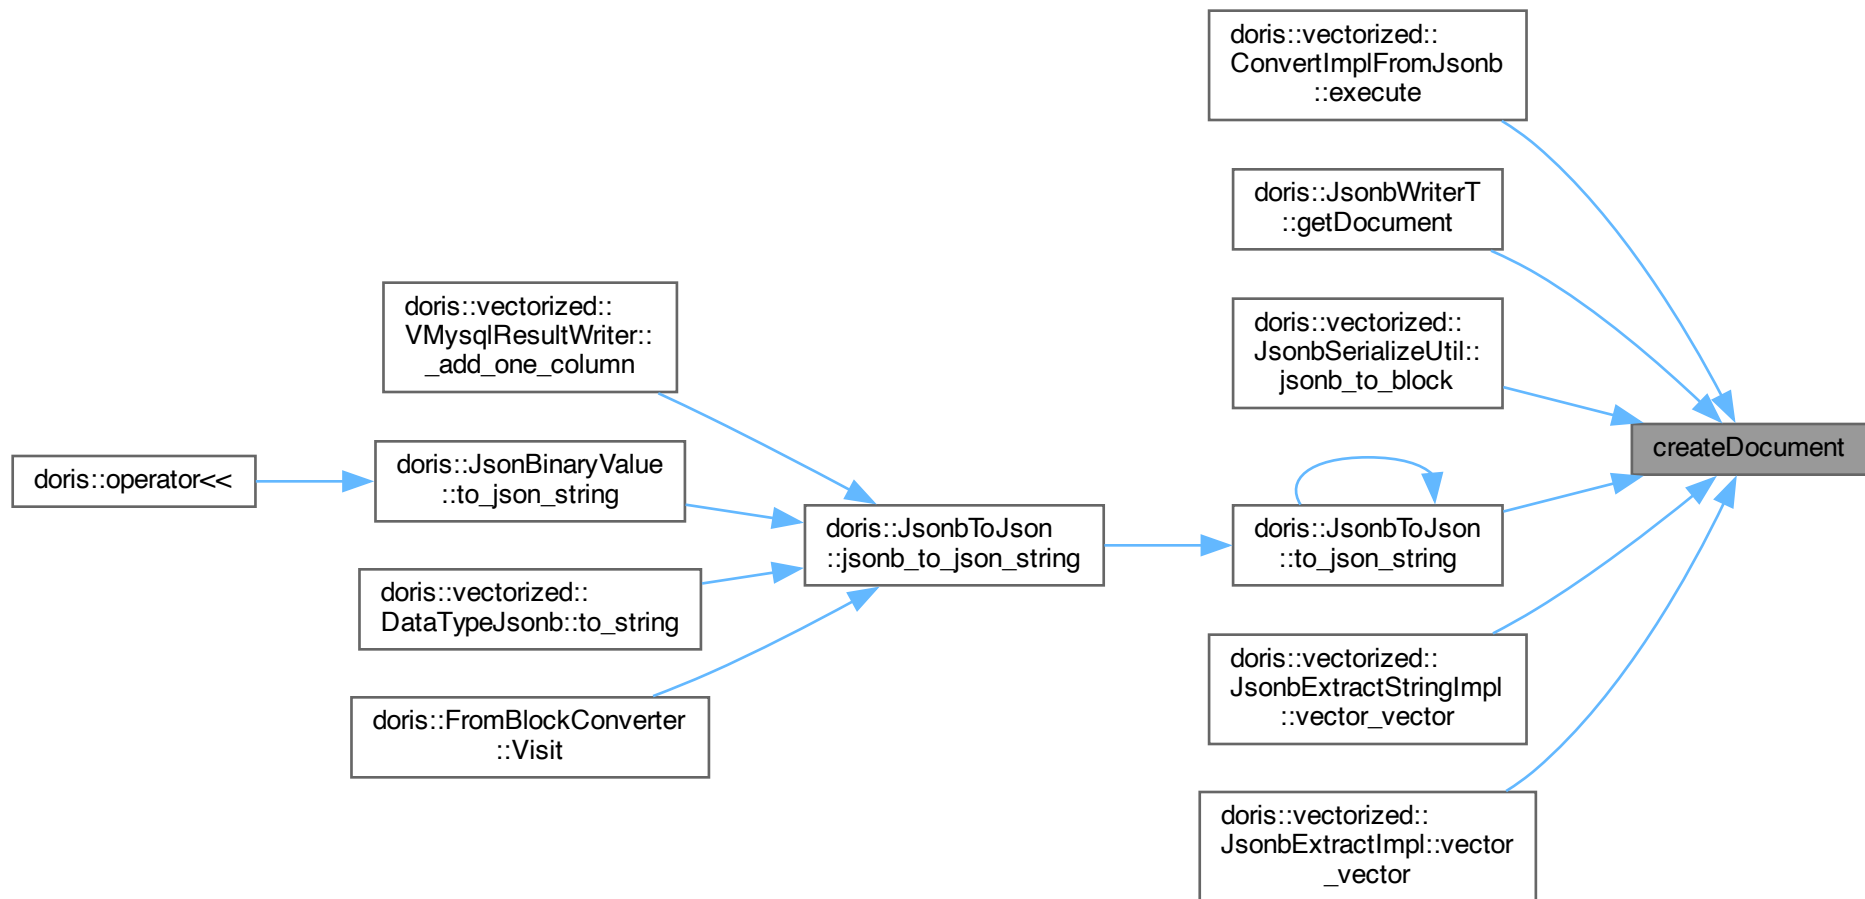 doris::vectorized::
ConvertImplFromJsonb
::execute
doris::JsonbWriterT
::getDocument
doris::vectorized::
JsonbSerializeUtil::
jsonb_to_block
doris::vectorized::
VMysqlResultWriter::
_add_one_column
doris::operator<<
doris::JsonBinaryValue
::to_json_string
doris::vectorized::
DataTypeJsonb::to_string
doris::FromBlockConverter
::Visit
doris::JsonbToJson
::jsonb_to_json_string
doris::JsonbToJson
::to_json_string
createDocument
doris::vectorized::
JsonbExtractStringImpl
::vector_vector
doris::vectorized::
JsonbExtractImpl::vector
_vector